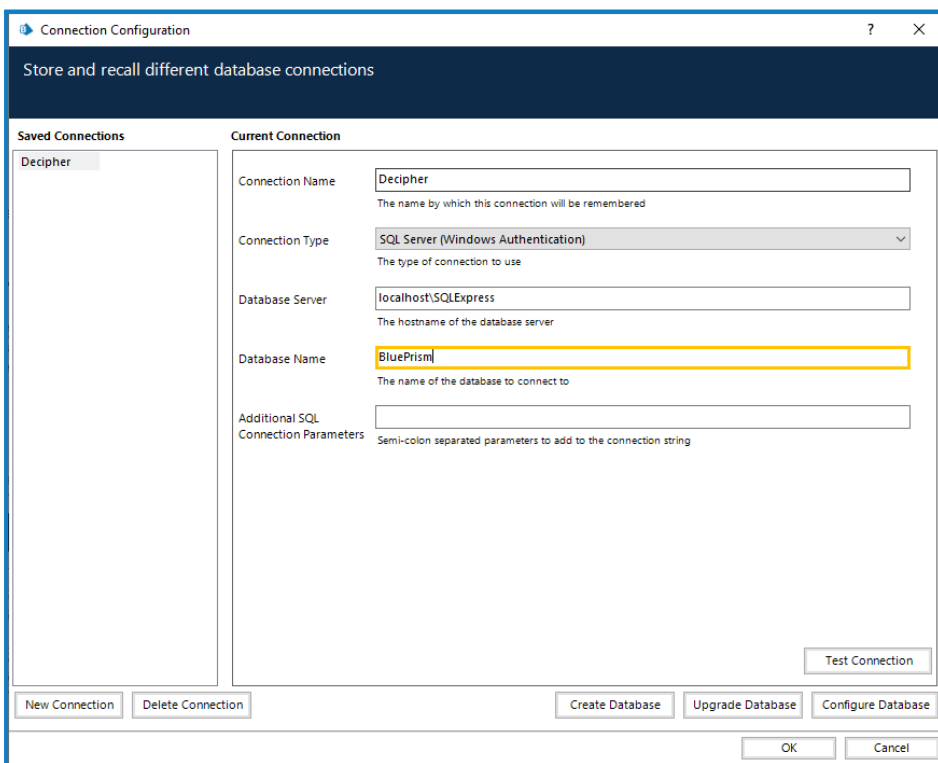 Connection Configuration
?
Store and recall different database connections
Saved Connections
Decipher
Current Connection
Connection Name
Decipher
The name by which this connection will be remembered
Connection Type
SQL Server (Windows Authentication)
The type of connection to use
Database Server
localhost\SQLExpress
The hostname of the database server
Database Name
BluePrism
The name of the database to connect to
Additional SQL
Connection Parameters
Semi-colon separated parameters to add to the connection string
Test Connection
New Connection
Delete Connection
Create Database
Upgrade Database
Configure Database
OK
Cancel